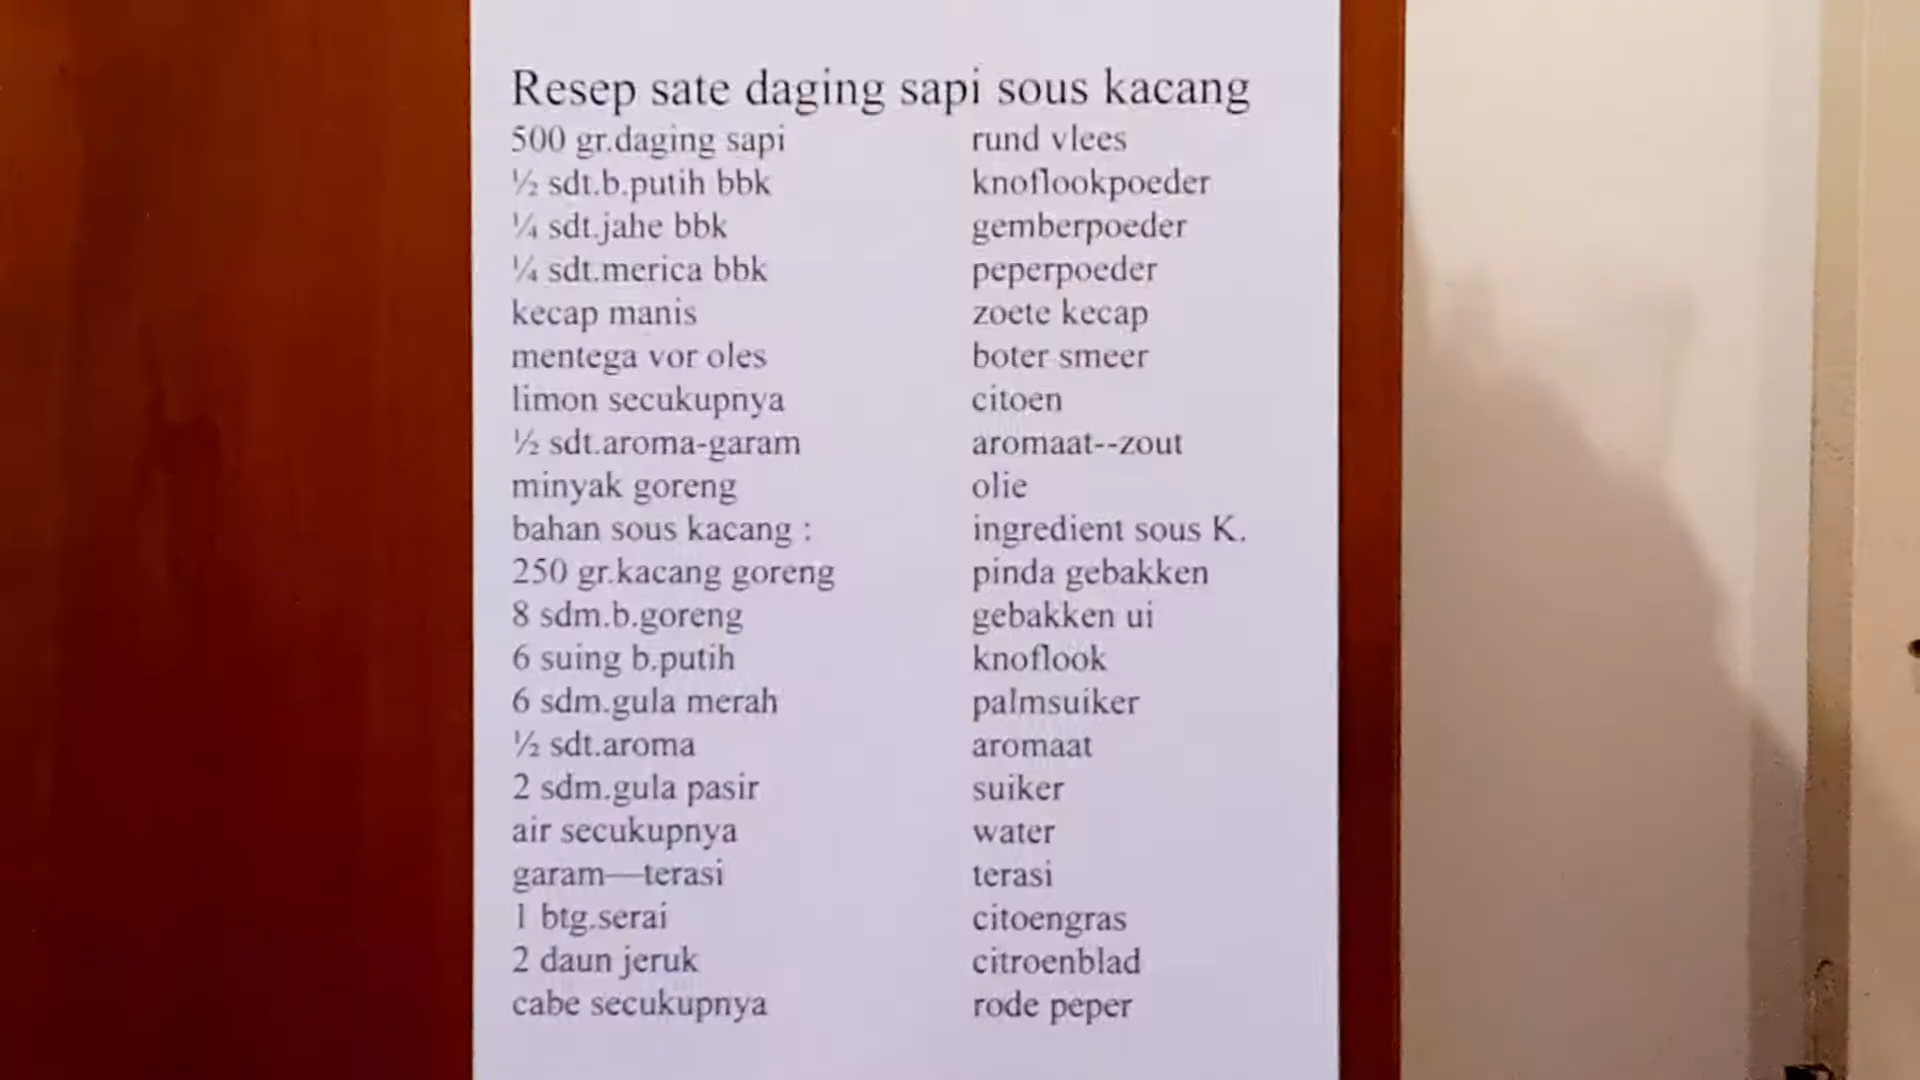 Resep sate daging sapi sous kacang
500 gr.daging sapi rund vlees
½ sdt.b.putih bbk knoflookpoeder
¼ sdt.jahe bbk gemberpoeder
¼ sdt.merica bbk peperpoeder
kecap manis zoete kecap
mentega vor oles boter smeer
limon secukupnya citoen
½ sdt.aroma-garam aromaat--zout
minyak goreng olie
bahan sous kacang : ingredient sous K.
250 gr.kacang goreng pinda gebakken
8 sdm.b.goreng gebakken ui
6 suing b.putih knoflook
6 sdm.gula merah palmsuiker
½ sdt.aroma aromaat
2 sdm.gula pasir suiker
air secukupnya water
garam—terasi terasi
1 btg.serai citoengras
2 daun jeruk citroenblad
cabe secukupnya rode peper